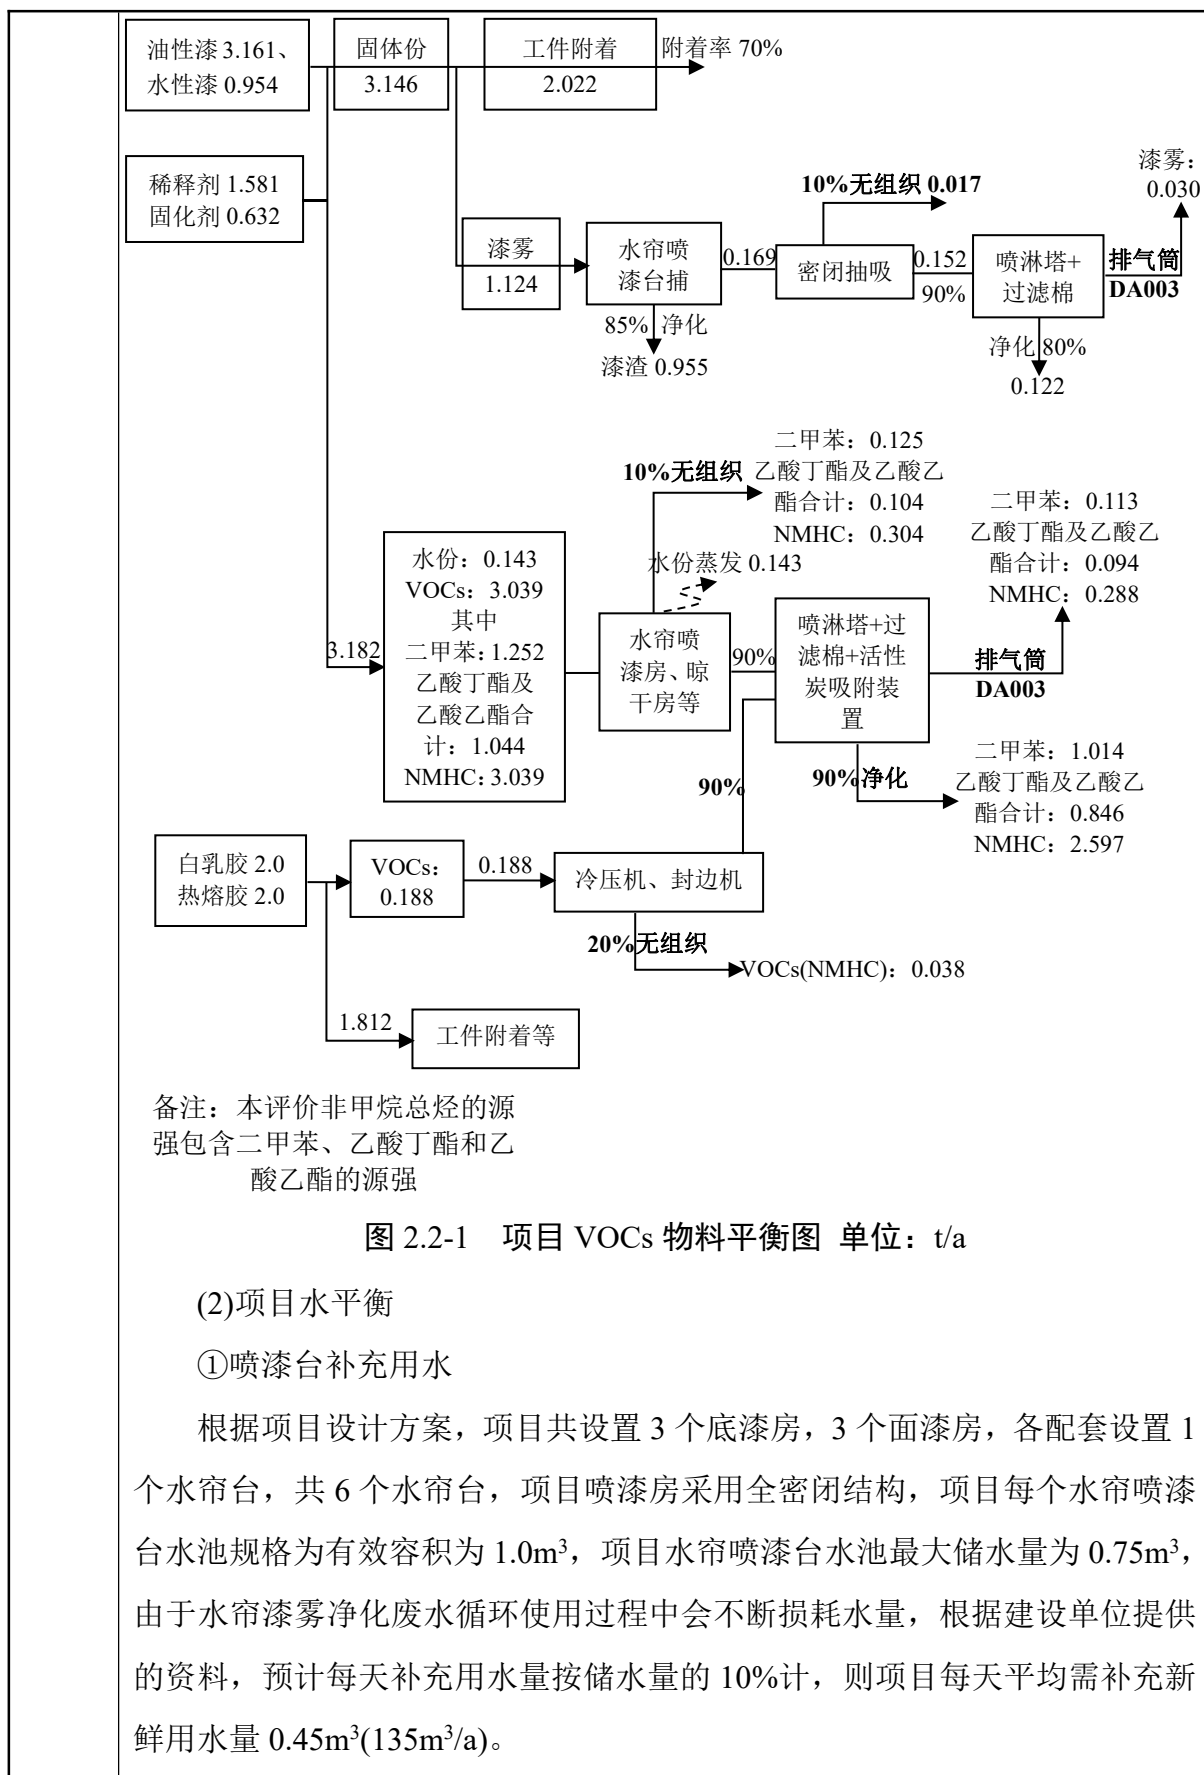 油性漆 3.161、
水性漆 0.954
固体份
3.146
工件附着
2.022
附着率 70%
稀释剂 1.581
固化剂 0.632
漆雾
1.124
水帘喷
漆台捕
85% 净化
漆渣 0.955
0.169
10%无组织 0.017
密闭抽吸
0.152
90%
喷淋塔+
过滤棉
净化 80%
0.122
排气筒
DA003
漆雾：
0.030
3.182
水份：0.143
VOCs：3.039
其中
二甲苯：1.252
乙酸丁酯及
乙酸乙酯合
计：1.044
NMHC：3.039
10%无组织
二甲苯：0.125
乙酸丁酯及乙酸乙
酯合计：0.104
NMHC：0.304
水份蒸发 0.143
水帘喷
漆房、晾
干房等
90%
喷淋塔+过
滤棉+活性
炭吸附装
置
排气筒
DA003
二甲苯：0.113
乙酸丁酯及乙酸乙
酯合计：0.094
NMHC：0.288
90%净化
二甲苯：1.014
乙酸丁酯及乙酸乙
酯合计：0.846
NMHC：2.597
90%
白乳胶 2.0
热熔胶 2.0
VOCs：
0.188
0.188
冷压机、封边机
20%无组织
VOCs(NMHC)：0.038
1.812
工件附着等
备注：本评价非甲烷总烃的源
强包含二甲苯、乙酸丁酯和乙
酸乙酯的源强
图 2.2-1 项目 VOCs 物料平衡图 单位：t/a
(2)项目水平衡
①喷漆台补充用水
根据项目设计方案，项目共设置 3 个底漆房，3 个面漆房，各配套设置 1
个水帘台，共 6 个水帘台，项目喷漆房采用全密闭结构，项目每个水帘喷漆
台水池规格为有效容积为 1.0m³，项目水帘喷漆台水池最大储水量为 0.75m³，
由于水帘漆雾净化废水循环使用过程中会不断损耗水量，根据建设单位提供
的资料，预计每天补充用水量按储水量的 10%计，则项目每天平均需补充新
鲜用水量 0.45m³(135m³/a)。